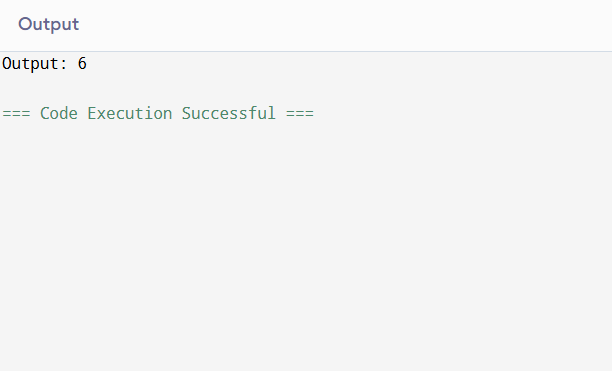 Output
Output: 6
=== Code Execution Successful ===